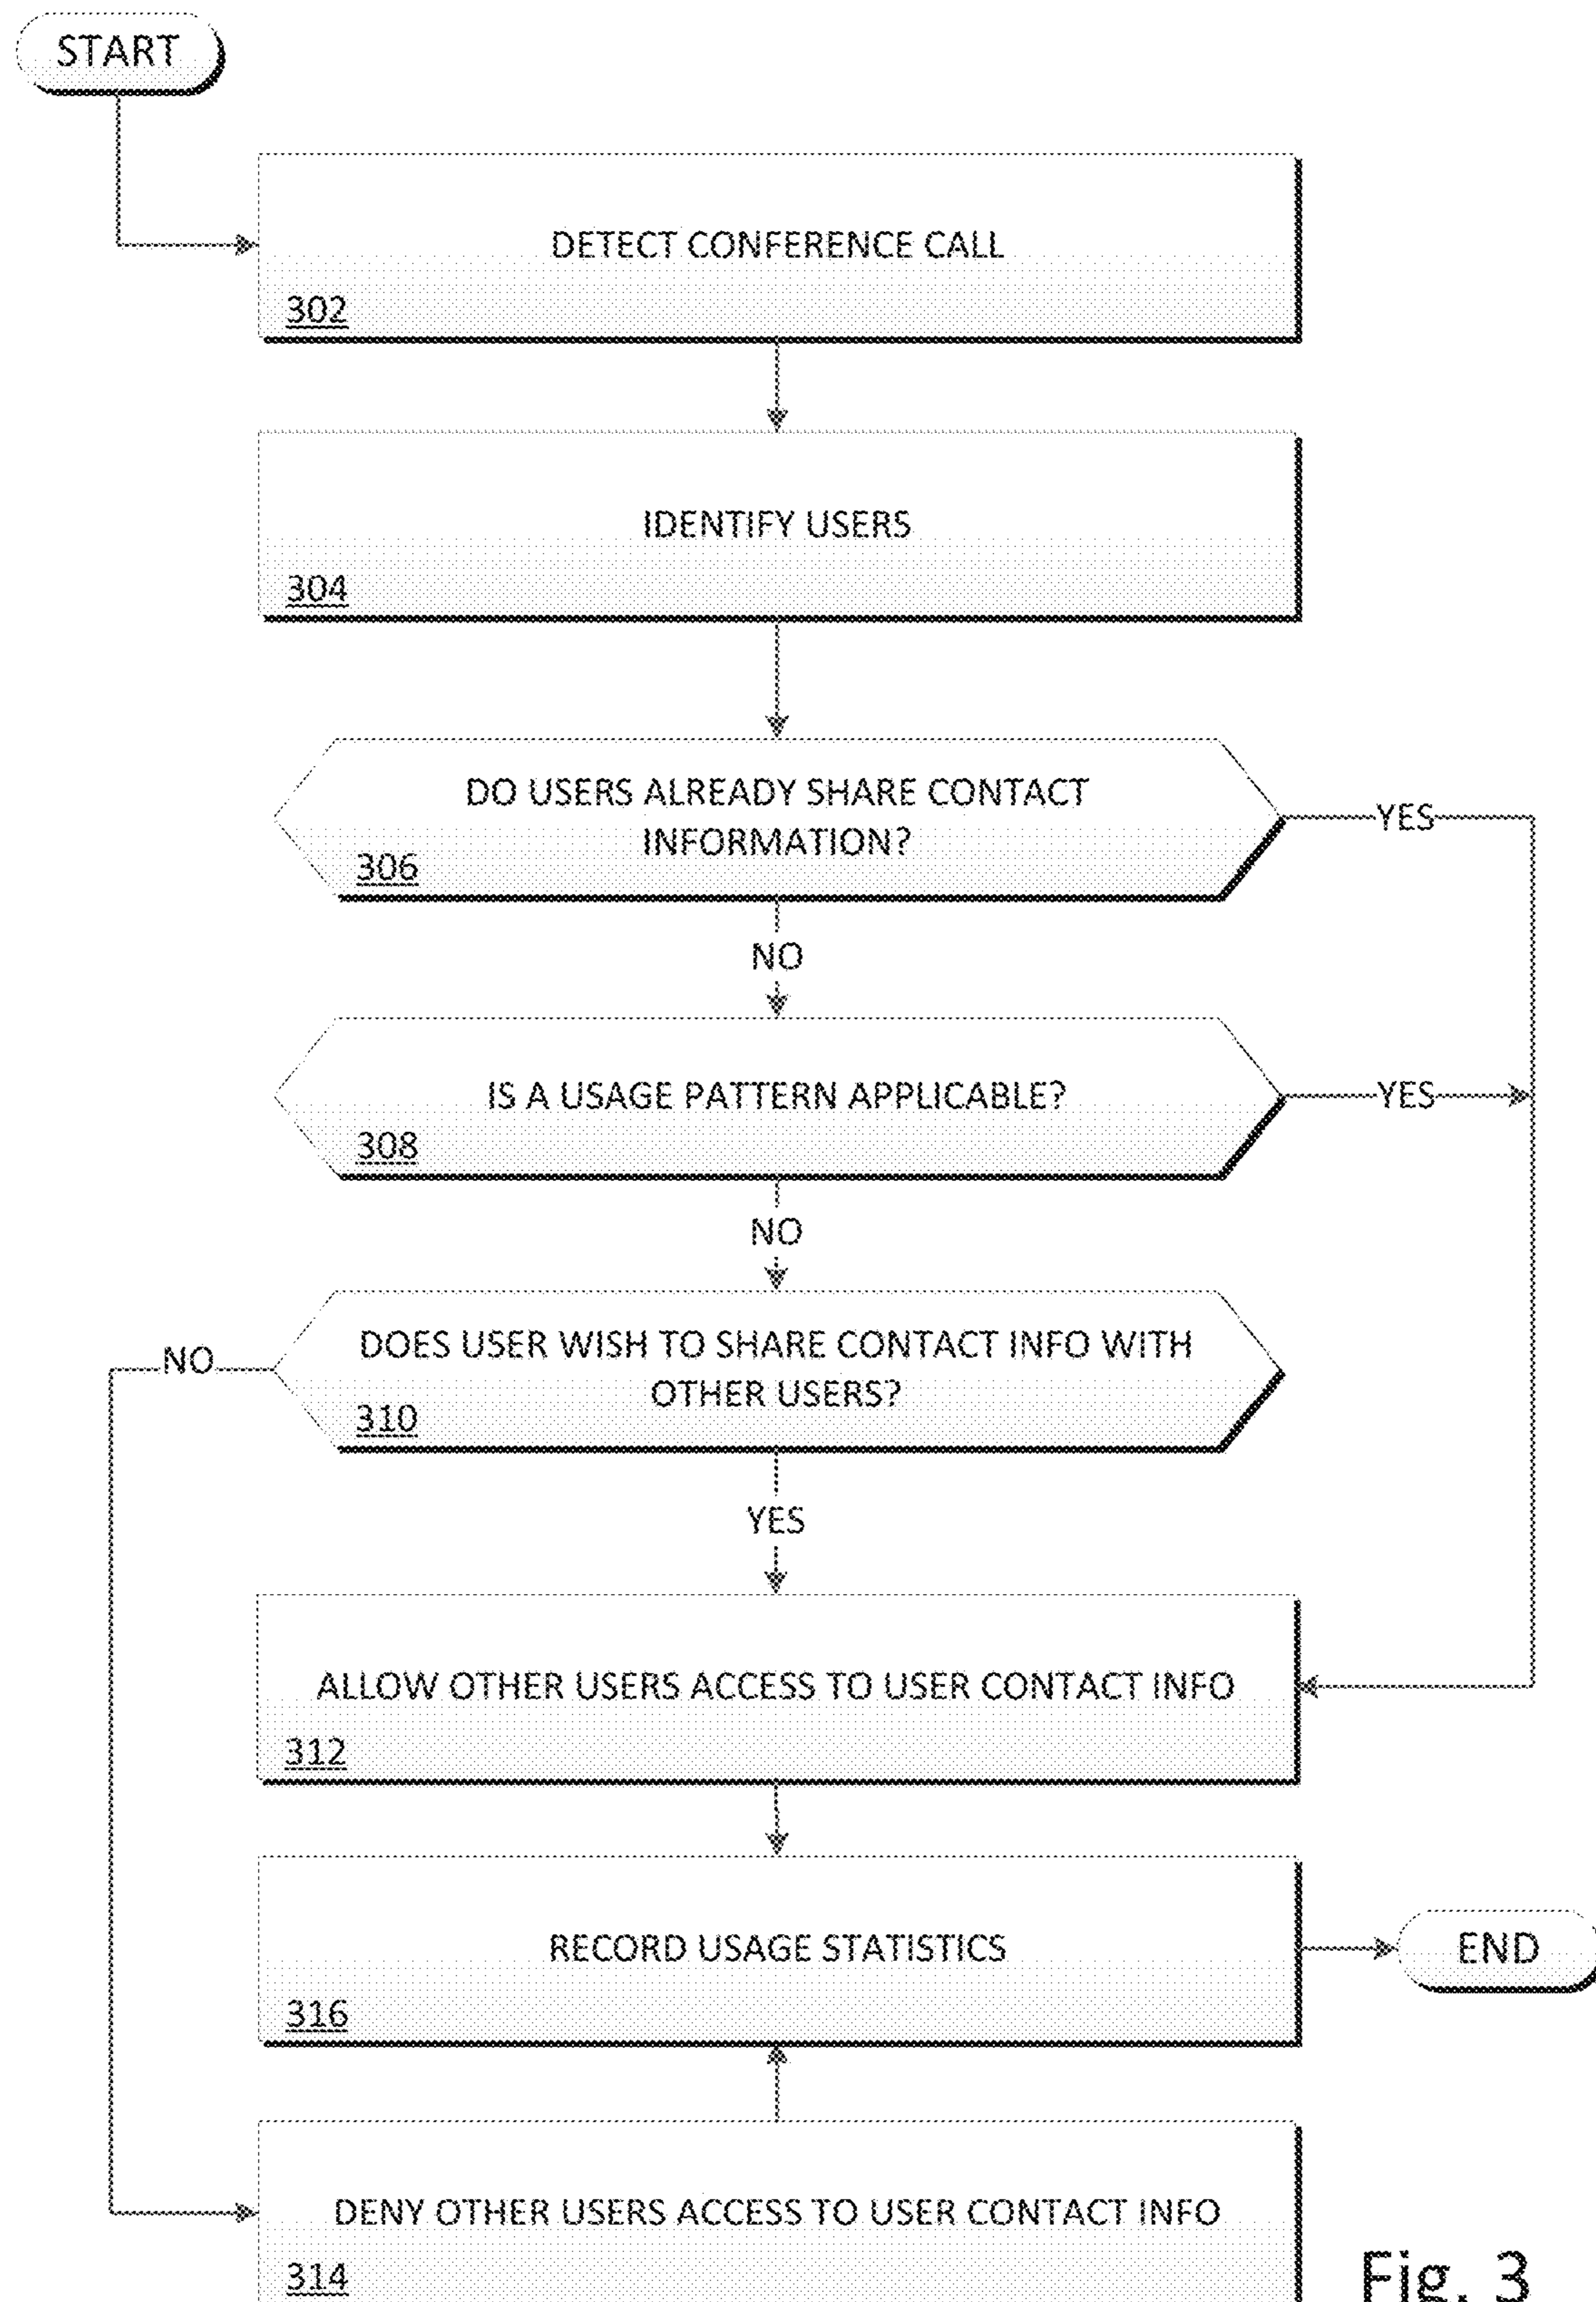 START
DETECT CONFERENCE CALL
302
IDENTIFY USERS
304
DO USERS ALREADY SHARE CONTACT
INFORMATION?
306
YES
NO
IS A USAGE PATTERN APPLICABLE?
308
YES
NO
DOES USER WISH TO SHARE CONTACT INFO WITH
OTHER USERS?
310
NO
YES
ALLOW OTHER USERS ACCESS TO USER CONTACT INFO
312
RECORD USAGE STATISTICS
316
END
DENY OTHER USERS ACCESS TO USER CONTACT INFO
314
Fig. 3